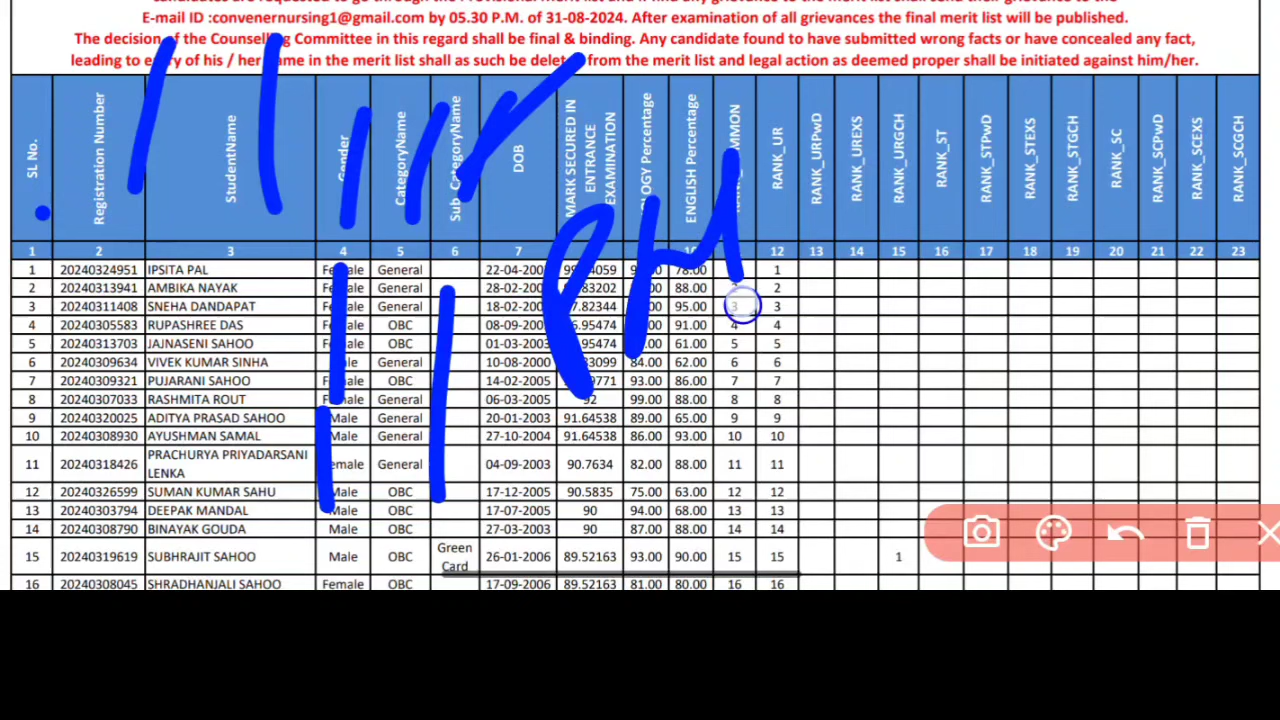 E-mail ID :convenernursing1@gmail.com by 05.30 P.M. of 31-08-2024. After examination of all grievances the final merit list will be published.
The decision of the Counselling Committee in this regard shall be final & binding. Any candidate found to have submitted wrong facts or have concealed any fact,
leading to entry of his / her name in the merit list shall as such be deleted from the merit list and legal action as deemed proper shall be initiated against him/her.
SL No. Registration Number StudentName Gender CategoryName Sub CategoryName DOB MARK SECURED IN ENTRANCE EXAMINATION Percentage ENGLISH Percentage RANK_UR RANK_URPwD RANK_UREXS RANK_URGCH RANK_ST RANK_STPwD RANK_STEXS RANK_STGCH RANK_SC RANK_SCPwD RANK_SCEXS RANK_SCGCH
1 2 3 4 5 6 7 8 12 13 14 15 16 17 18 19 20 21 22 23
1 20240324951 IPSITA PAL Female General 78.00 1
2 20240313941 AMBIKA NAYAK Female General 88.00 2
3 20240311408 SNEHA DANDAPAT Female General 95.00 3 3
4 20240305583 RUPASHREE DAS Female OBC 91.00 4 4
5 20240313703 JAJNASENI SAHOO Female OBC 61.00 5 5
6 20240309634 VIVEK KUMAR SINHA General 10-08-2000 84.00 62.00 6 6
7 20240309321 PUJARANI SAHOO Female OBC 14-02-2005 93.00 86.00 7 7
8 20240307033 RASHMITA ROUT Female General 06-03-2005 92 99.00 88.00 8 8
9 20240320025 ADITYA PRASAD SAHOO Male General 20-01-2003 91.64538 89.00 65.00 9 9
10 20240308930 AYUSHMAN SAMAL Male General 27-10-2004 91.64538 86.00 93.00 10 10
11 20240318426 PRACHURYA PRIYADARSANI LENKA Female General 04-09-2003 90.7634 82.00 88.00 11 11
12 20240326599 SUMAN KUMAR SAHU Male OBC 17-12-2005 90.5835 75.00 63.00 12 12
13 20240303794 DEEPAK MANDAL Male OBC 17-07-2005 90 94.00 68.00 13 13
14 20240308790 BINAYAK GOUDA Male OBC 27-03-2003 90 87.00 88.00 14 14
15 20240319619 SUBHRAJIT SAHOO Male OBC Green Card 26-01-2006 89.52163 93.00 90.00 15 15 1
16 20240308045 SHRADHANJALI SAHOO Female OBC 17-09-2006 89.52163 81.00 80.00 16 16